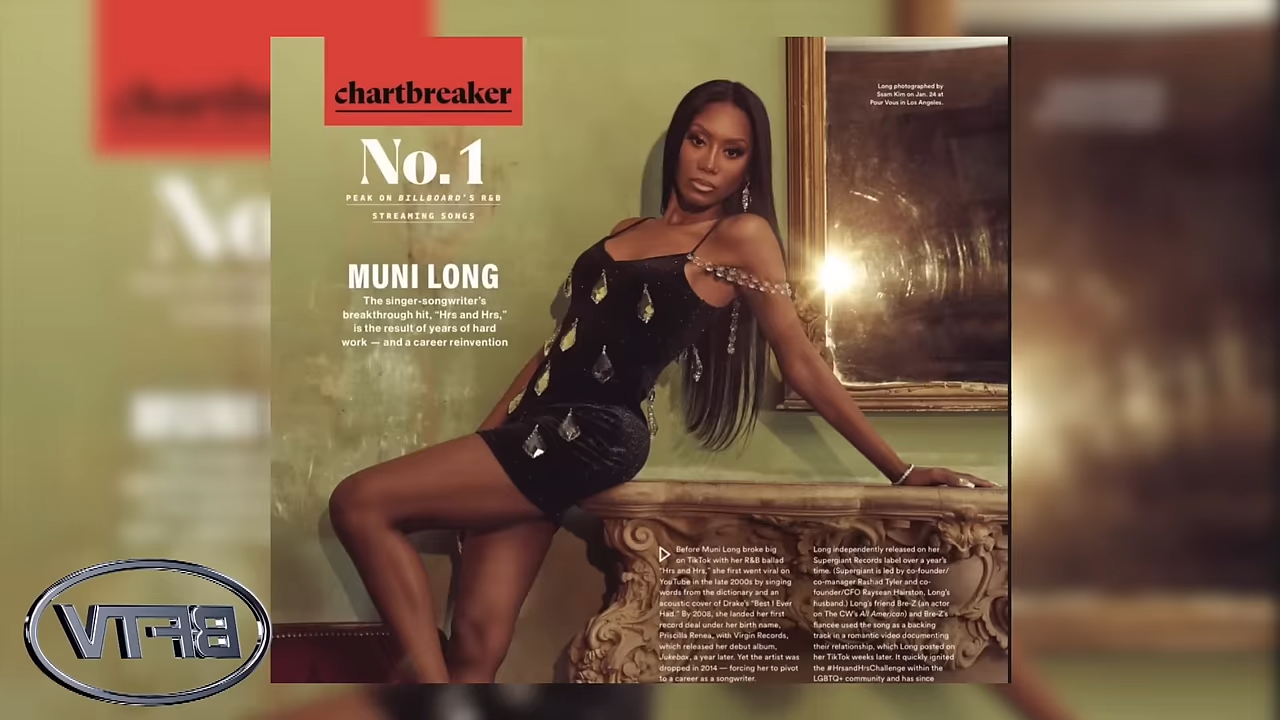 chartbreaker
No.1
PEAK ON BILLBOARD'S R&B
STREAMING SONGS
MUNI LONG
The singer-songwriter's
breakthrough hit, “Hrs and Hrs,”
is the result of years of hard
work — and a career reinvention
Long photographed by
Ssam Kim on Jan. 24 at
Pour Vous in Los Angeles.
Before Muni Long broke big
on TikTok with her R&B ballad
“Hrs and Hrs,” she first went viral on
YouTube in the late 2000s by singing
words from the dictionary and an
acoustic cover of Drake's “Best I Ever
Had.” By 2008, she landed her first
record deal under her birth name,
Priscilla Renea, with Virgin Records,
which released her debut album,
Jukebox, a year later. Yet the artist was
dropped in 2014 — forcing her to pivot
to a career as a songwriter.
Long independently released on her
Supergiant Records label over a year's
time. (Supergiant is led by co-founder/
co-manager Rashad Tyler and co-
founder/CFO Raysean Hairston, Long's
husband.) Long's friend Bre-Z (an actor
on The CW's All American) and Bre-Z's
fiancée used the song as a backing
track in a romantic video documenting
their relationship, which Long posted on
her TikTok weeks later. It quickly ignited
the #HrsandHrsChallenge within the
LGBTQ+ community and has since